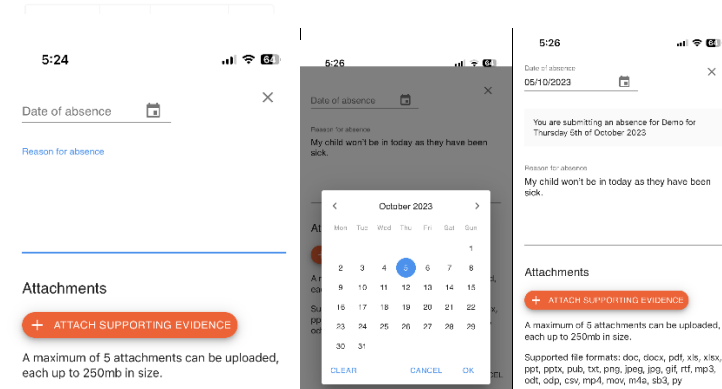 5:24
64
Date of absence
Reason for absence
Attachments
+ ATTACH SUPPORTING EVIDENCE
A maximum of 5 attachments can be uploaded,
each up to 250mb in size.
5:26
64
Date of absence
Reason for absence
My child won't be in today as they have been
sick.
October 2023
Mon Tue Wed Thu Fri Sat Sun
1
2 3 4 5 6 7 8
9 10 11 12 13 14 15
16 17 18 19 20 21 22
23 24 25 26 27 28 29
30 31
CLEAR CANCEL OK
5:26
64
Date of absence
05/10/2023
You are submitting an absence for Demo for
Thursday 5th of October 2023
Reason for absence
My child won't be in today as they have been
sick.
Attachments
+ ATTACH SUPPORTING EVIDENCE
A maximum of 5 attachments can be uploaded,
each up to 250mb in size.
Supported file formats: doc, docx, pdf, xls, xlsx,
ppt, pptx, pub, txt, png, jpeg, jpg, gif, rtf, mp3,
odt, odp, csv, mp4, mov, m4a, sb3, py